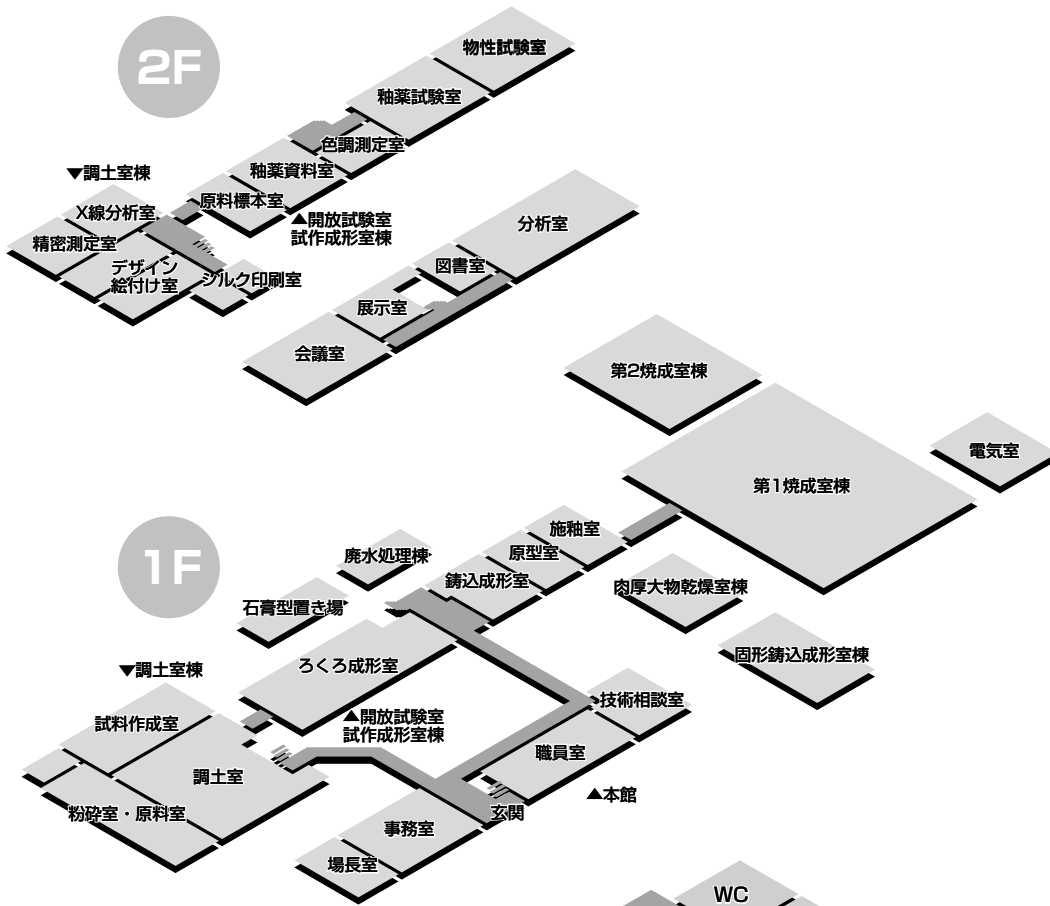 2F
物性試験室
釉薬試験室
色調測定室
釉薬資料室
▼調土室棟
原料標本室
X線分析室
▲開放試験室
試作成形室棟
精密測定室
デザイン
絵付け室
シルク印刷室
分析室
図書室
展示室
会議室
第2焼成室棟
電気室
第1焼成室棟
1F
施釉室
原型室
廃水処理棟
鋳込成形室
肉厚大物乾燥室棟
石膏型置き場
固形鋳込成形室棟
ろくろ成形室
▼調土室棟
技術相談室
▲開放試験室
試作成形室棟
試料作成室
職員室
調土室
▲本館
粉砕室・原料室
玄関
事務室
場長室
WC